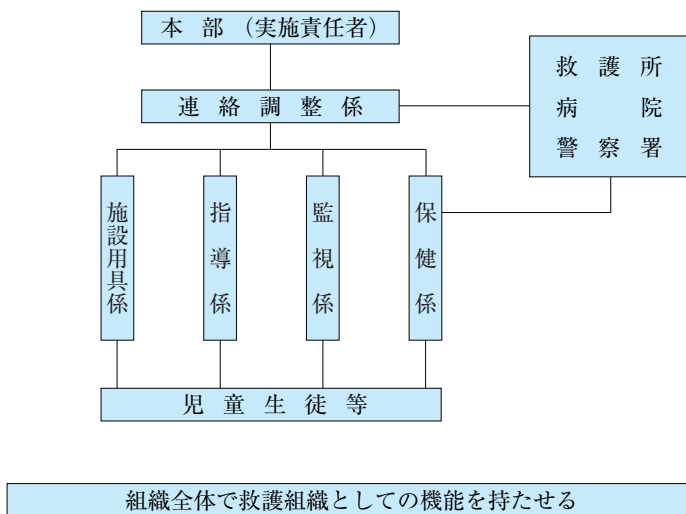 本部（実施責任者）
連絡調整係
救護所
病院
警察署
施設用具係
指導係
監視係
保健係
児童生徒等
組織全体で救護組織としての機能を持たせる